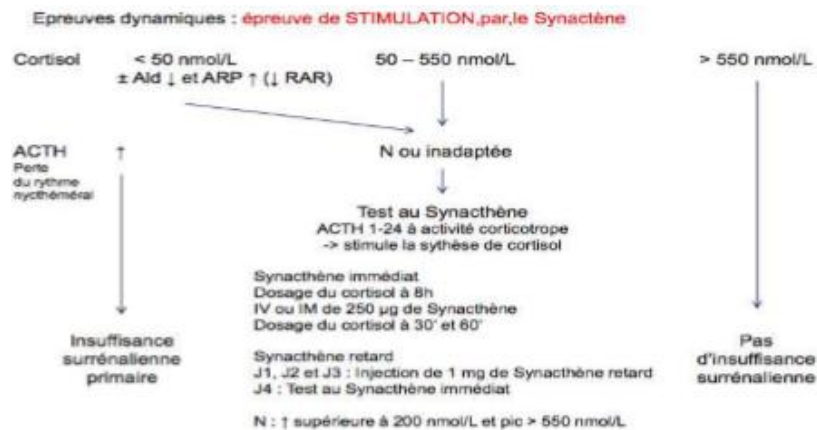 Epreuves dynamiques : épreuve de STIMULATION,par,le Synactène
Cortisol < 50 nmol/L 50 – 550 nmol/L > 550 nmol/L
± Ald ↓ et ARP ↑ (↓ RAR)
ACTH ↑ N ou inadaptée
Perte
du rythme
nycthéméral
Test au Synacthène
ACTH 1-24 à activité corticotrope
-> stimule la sythèse de cortisol
Synacthène immédiat
Dosage du cortisol à 8h
IV ou IM de 250 µg de Synacthène
Dosage du cortisol à 30' et 60'
Insuffisance
surrénalienne
primaire
Synacthène retard
J1, J2 et J3 : Injection de 1 mg de Synacthène retard
J4 : Test au Synacthène immédiat
N : ↑ supérieure à 200 nmol/L et pic > 550 nmol/L
Pas
d'insuffisance
surrénalienne